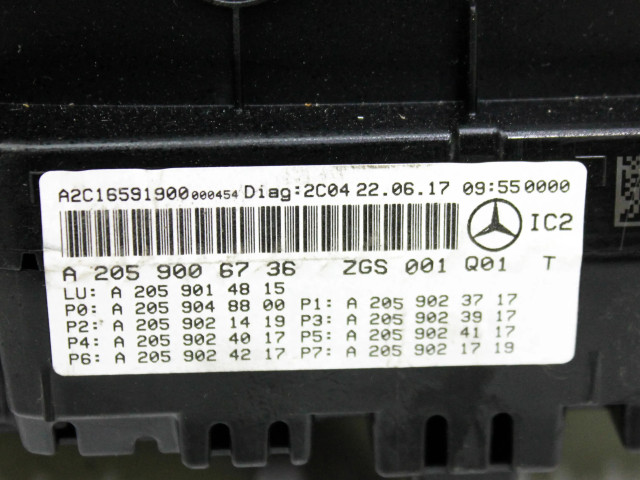 A2C16591900000454 Diag:2C04 22.06.17 09:550000
IC2
A 205 900 67 36 ZGS 001 Q01 T
LU: A 205 901 48 15
P0: A 205 904 88 00 P1: A 205 902 37 17
P2: A 205 902 14 19 P3: A 205 902 39 17
P4: A 205 902 40 17 P5: A 205 902 41 17
P6: A 205 902 42 17 P7: A 205 902 17 19